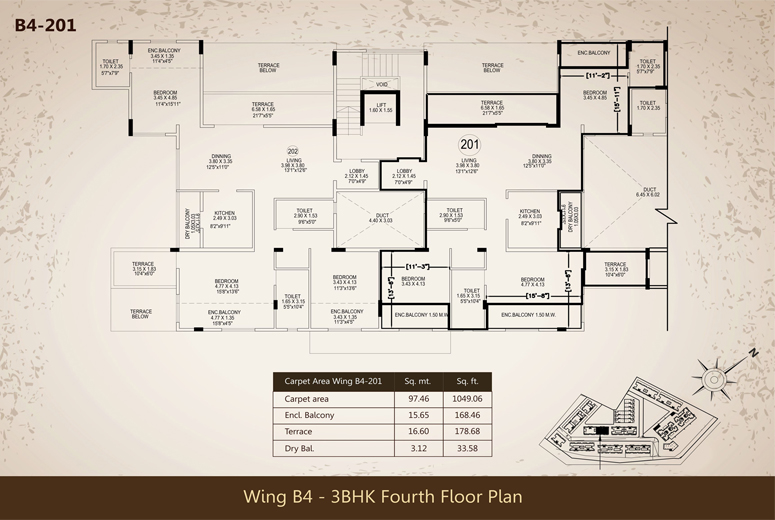 B4-201
ENC.BALCONY
3.45 X 1.35
11'4"x4'5"
TOILET
1.70 X 2.35
5'7"x7'9"
BEDROOM
3.45 X 4.85
11'4"x15'11"
TERRACE
BELOW
TERRACE
6.58 X 1.65
21'7"x5'5"
VOID
LIFT
1.60 X 1.55
TERRACE
BELOW
TERRACE
6.58 X 1.65
21'7"x5'5"
ENC.BALCONY
[11'-2"]
BEDROOM
3.45 X 4.85
[15'-11"]
TOILET
1.70 X 2.35
5'7"x7'9"
TOILET
1.70 X 2.35
202
DINNING
3.80 X 3.35
12'5"x11'0"
LIVING
3.98 X 3.80
13'1"x12'6"
LOBBY
2.12 X 1.45
7'0"x4'9"
LOBBY
2.12 X 1.45
7'0"x4'9"
201
LIVING
3.98 X 3.80
13'1"x12'6"
DINNING
3.80 X 3.35
12'5"x11'0"
DUCT
6.45 X 6.02
DRY BALCONY
1.05X3.03
KITCHEN
2.49 X 3.03
8'2"x9'11"
TOILET
2.90 X 1.53
9'6"x5'0"
DUCT
4.40 X 3.03
TOILET
2.90 X 1.53
9'6"x5'0"
KITCHEN
2.49 X 3.03
8'2"x9'11"
DRY BALCONY
1.05X3.03
TERRACE
3.15 X 1.83
10'4"x6'0"
BEDROOM
4.77 X 4.13
15'8"x13'6"
TOILET
1.65 X 3.15
5'5"x10'4"
BEDROOM
3.43 X 4.13
11'3"x13'6"
[11'-3"]
BEDROOM
3.43 X 4.13
[13'-6"]
TOILET
1.65 X 3.15
5'5"x10'4"
BEDROOM
4.77 X 4.13
[15'-8"]
[13'-6"]
TERRACE
3.15 X 1.83
10'4"x6'0"
TERRACE
BELOW
ENC.BALCONY
4.77 X 1.35
15'8"x4'5"
ENC.BALCONY
3.43 X 1.35
11'3"x4'5"
ENC.BALCONY 1.50 M.W.
ENC.BALCONY 1.50 M.W.
N
Carpet Area Wing B4-201 Sq. mt. Sq. ft.
Carpet area 97.46 1049.06
Encl. Balcony 15.65 168.46
Terrace 16.60 178.68
Dry Bal. 3.12 33.58
Wing B4 - 3BHK Fourth Floor Plan